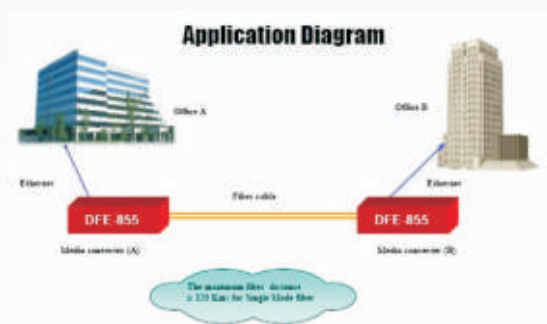 Application Diagram
Office A
Office B
Ethernet
Ethernet
Fiber cable
DFE-855
DFE-855
Media converter (A)
Media converter (B)
The maximum fiber distance
is 120 Km: for Single Mode fiber